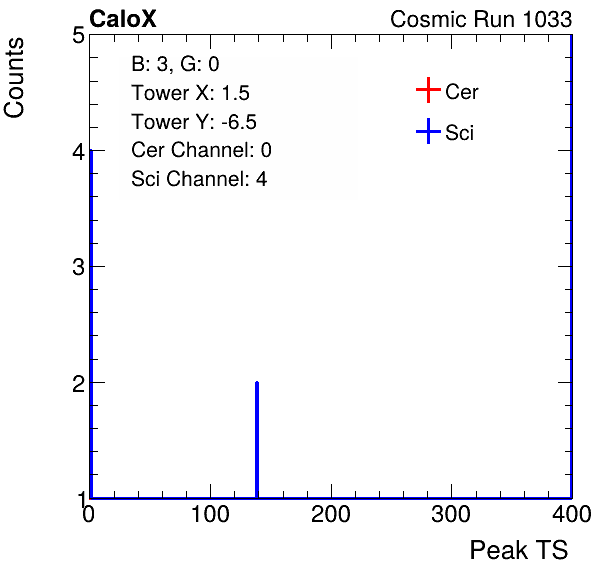 CaloX
Cosmic Run 1033
Counts
B: 3, G: 0
Tower X: 1.5
Tower Y: -6.5
Cer Channel: 0
Sci Channel: 4
Cer
Sci
5
4
3
2
1
0
100
200
300
400
Peak TS